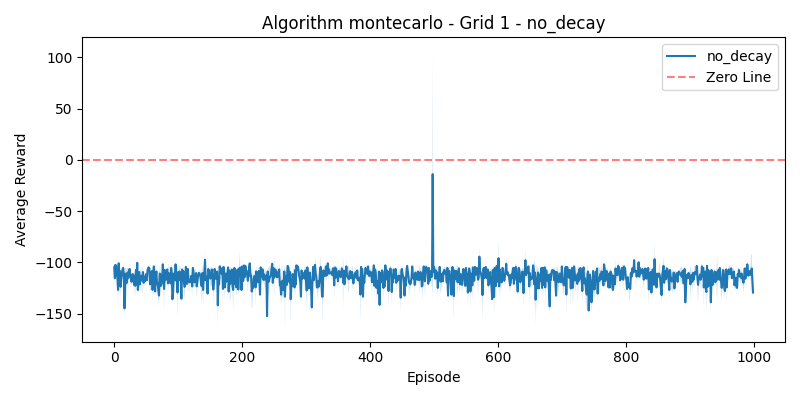 Algorithm montecarlo - Grid 1 - no_decay
100
50
0
−50
−100
−150
Average Reward
no_decay
Zero Line
0
200
400
600
800
1000
Episode